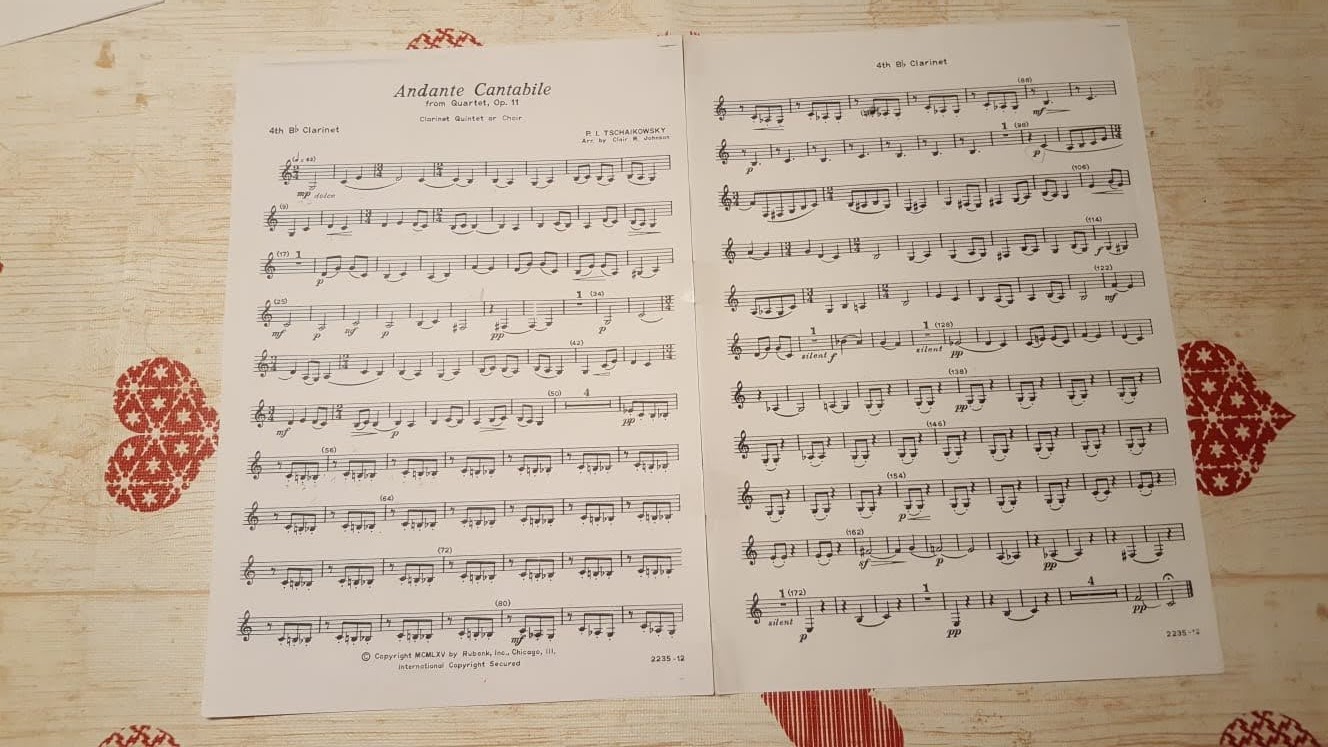 Andante Cantabile
from Quartet, Op. 11
Clarinet Quintet or Choir
4th B♭ Clarinet
P. I. TSCHAIKOWSKY
Arr. by Clair W. Johnson
mp dolce
(9)
(17) 1
p
(25) 1 (34)
mf p mf p pp p
(42)
(50) 4
mf p pp
(56)
(64)
(72)
(80)
mf
© Copyright MCMLXV by Rubank, Inc., Chicago, Ill.
International Copyright Secured
2235-12
4th B♭ Clarinet
(88)
mf
1 (98)
p p
(106)
(114)
f
(122)
mf
1 1 (128)
silent f silent pp
(138)
pp
(146)
(154)
p
(162)
sf p pp
1 (172) 1 4
silent p pp pp
2235-12